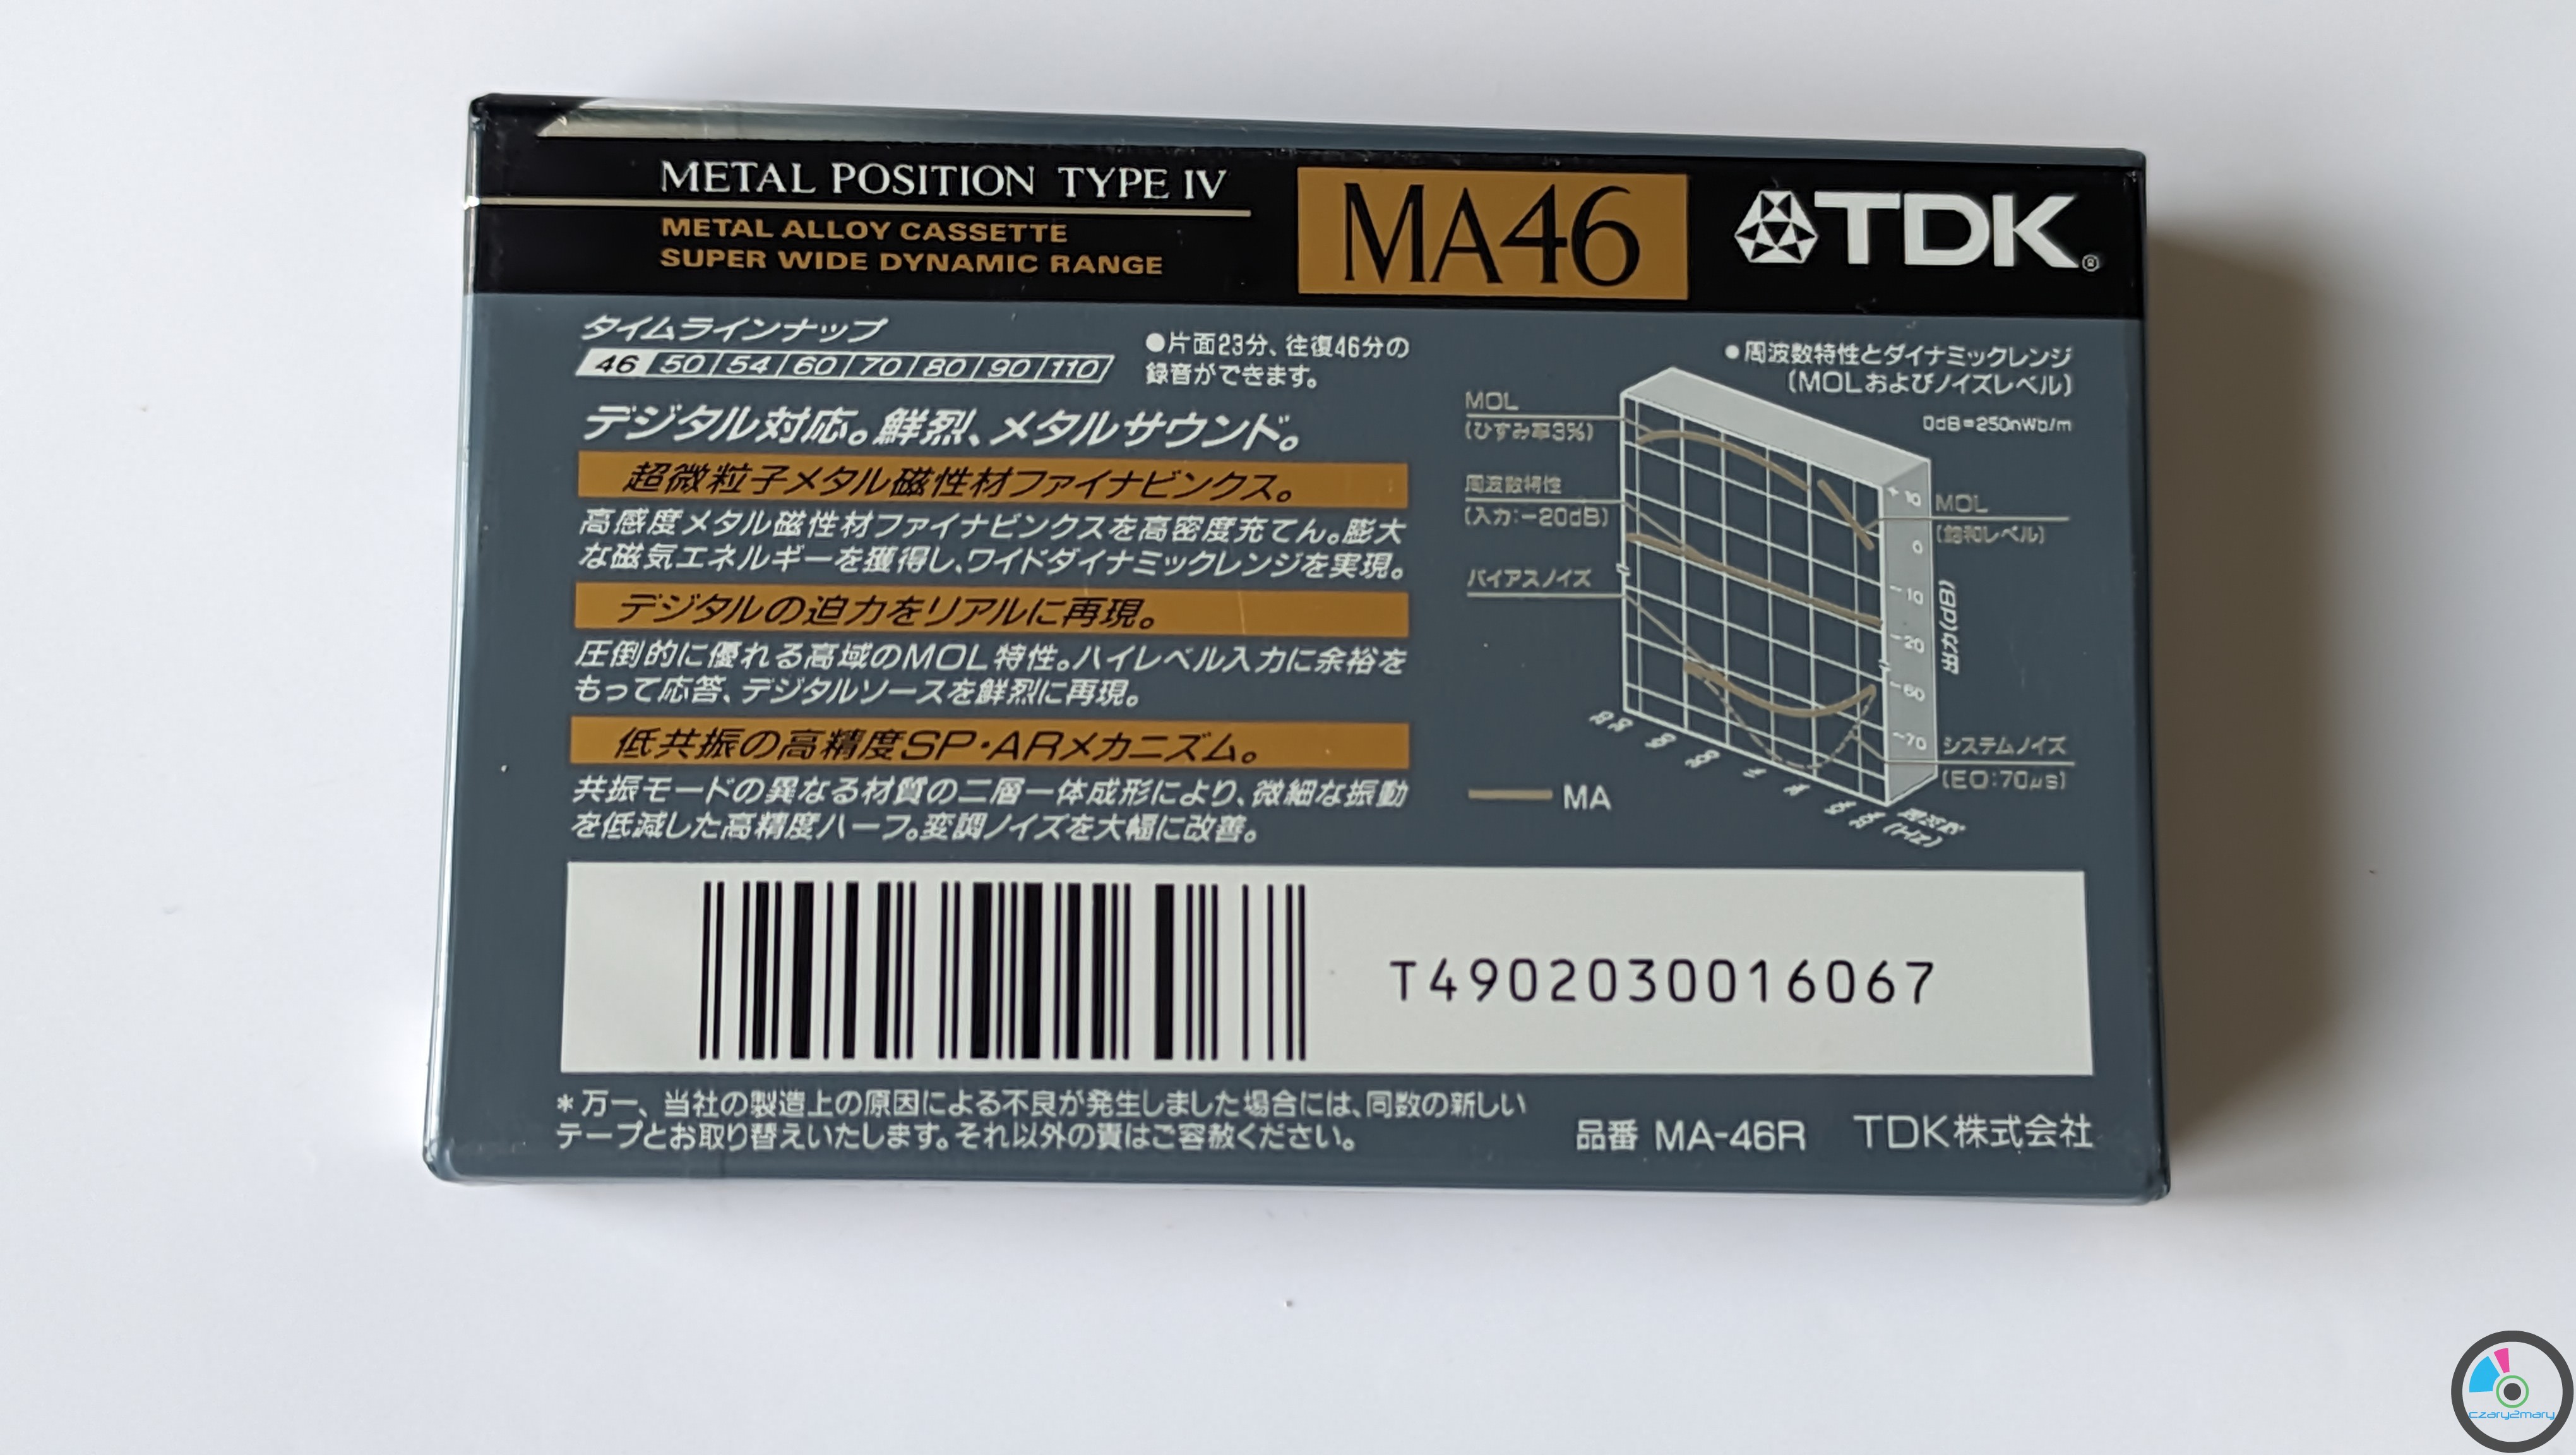 METAL POSITION TYPE IV
METAL ALLOY CASSETTE
SUPER WIDE DYNAMIC RANGE
MA46
TDK®
タイムラインナップ
46 50 54 60 70 80 90 110
●片面23分、往復46分の
録音ができます。
デジタル対応。鮮烈、メタルサウンド。
超微粒子メタル磁性材ファイナビンクス。
高感度メタル磁性材ファイナビンクスを高密度充てん。膨大
な磁気エネルギーを獲得し、ワイドダイナミックレンジを実現。
デジタルの迫力をリアルに再現。
圧倒的に優れる高域のMOL特性。ハイレベル入力に余裕を
もって応答、デジタルソースを鮮烈に再現。
低共振の高精度SP・ARメカニズム。
共振モードの異なる材質の二層一体成形により、微細な振動
を低減した高精度ハーフ。変調ノイズを大幅に改善。
●周波数特性とダイナミックレンジ
(MOLおよびノイズレベル)
0dB=250nWb/m
MOL
(ひずみ率3%)
周波数特性
(入力:-20dB)
バイアスノイズ
+10
0
-10
-20
-60
-70
出力(dB)
MOL
(飽和レベル)
システムノイズ
(EQ:70μs)
周波数
(Hz)
MA
T4902030016067
*万一、当社の製造上の原因による不良が発生しました場合には、同数の新しい
テープとお取り替えいたします。それ以外の責はご容赦ください。
品番 MA-46R TDK株式会社
czary2mary